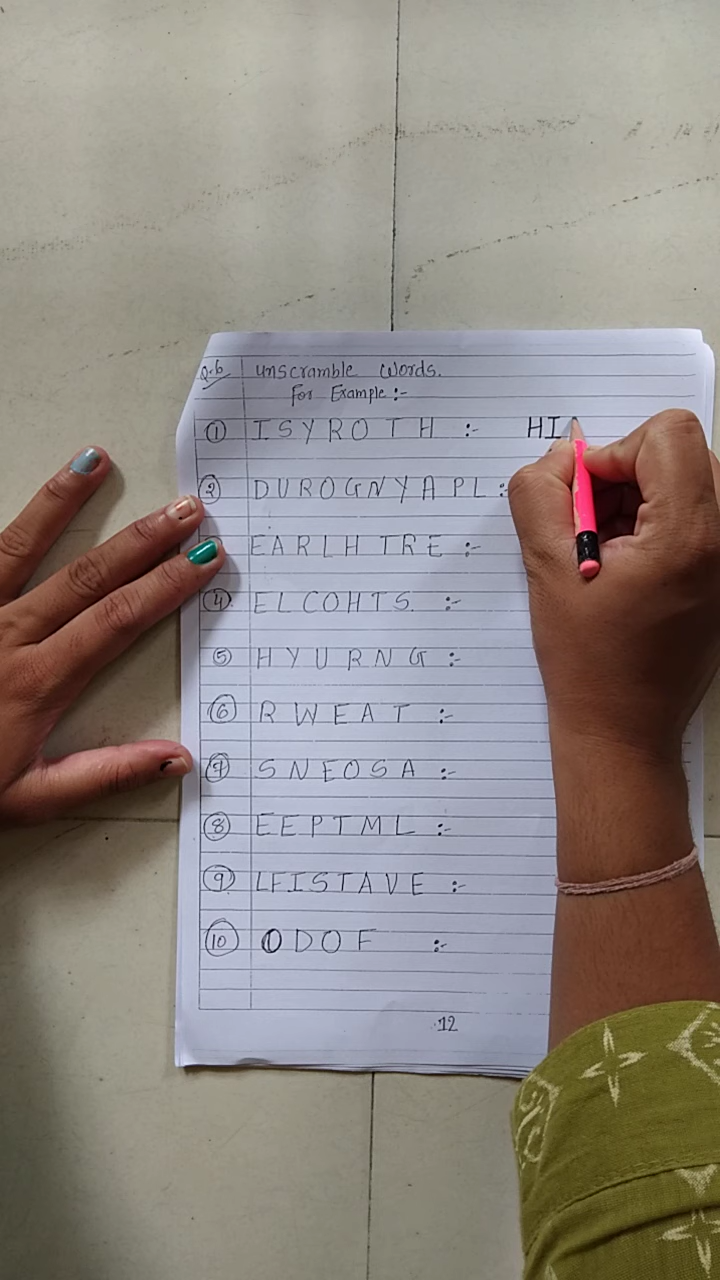 Q.6 Unscramble Words.
For Example :-
① ISYROTH :- HI
② DUROGNYAPL :-
EARLHTRE :-
④ ELCOHTS :-
⑤ HYURNG :-
⑥ RWEAT :-
⑦ SNEOSA :-
⑧ EEPTML :-
⑨ LFISTAVE :-
⑩ ODOF :-
12